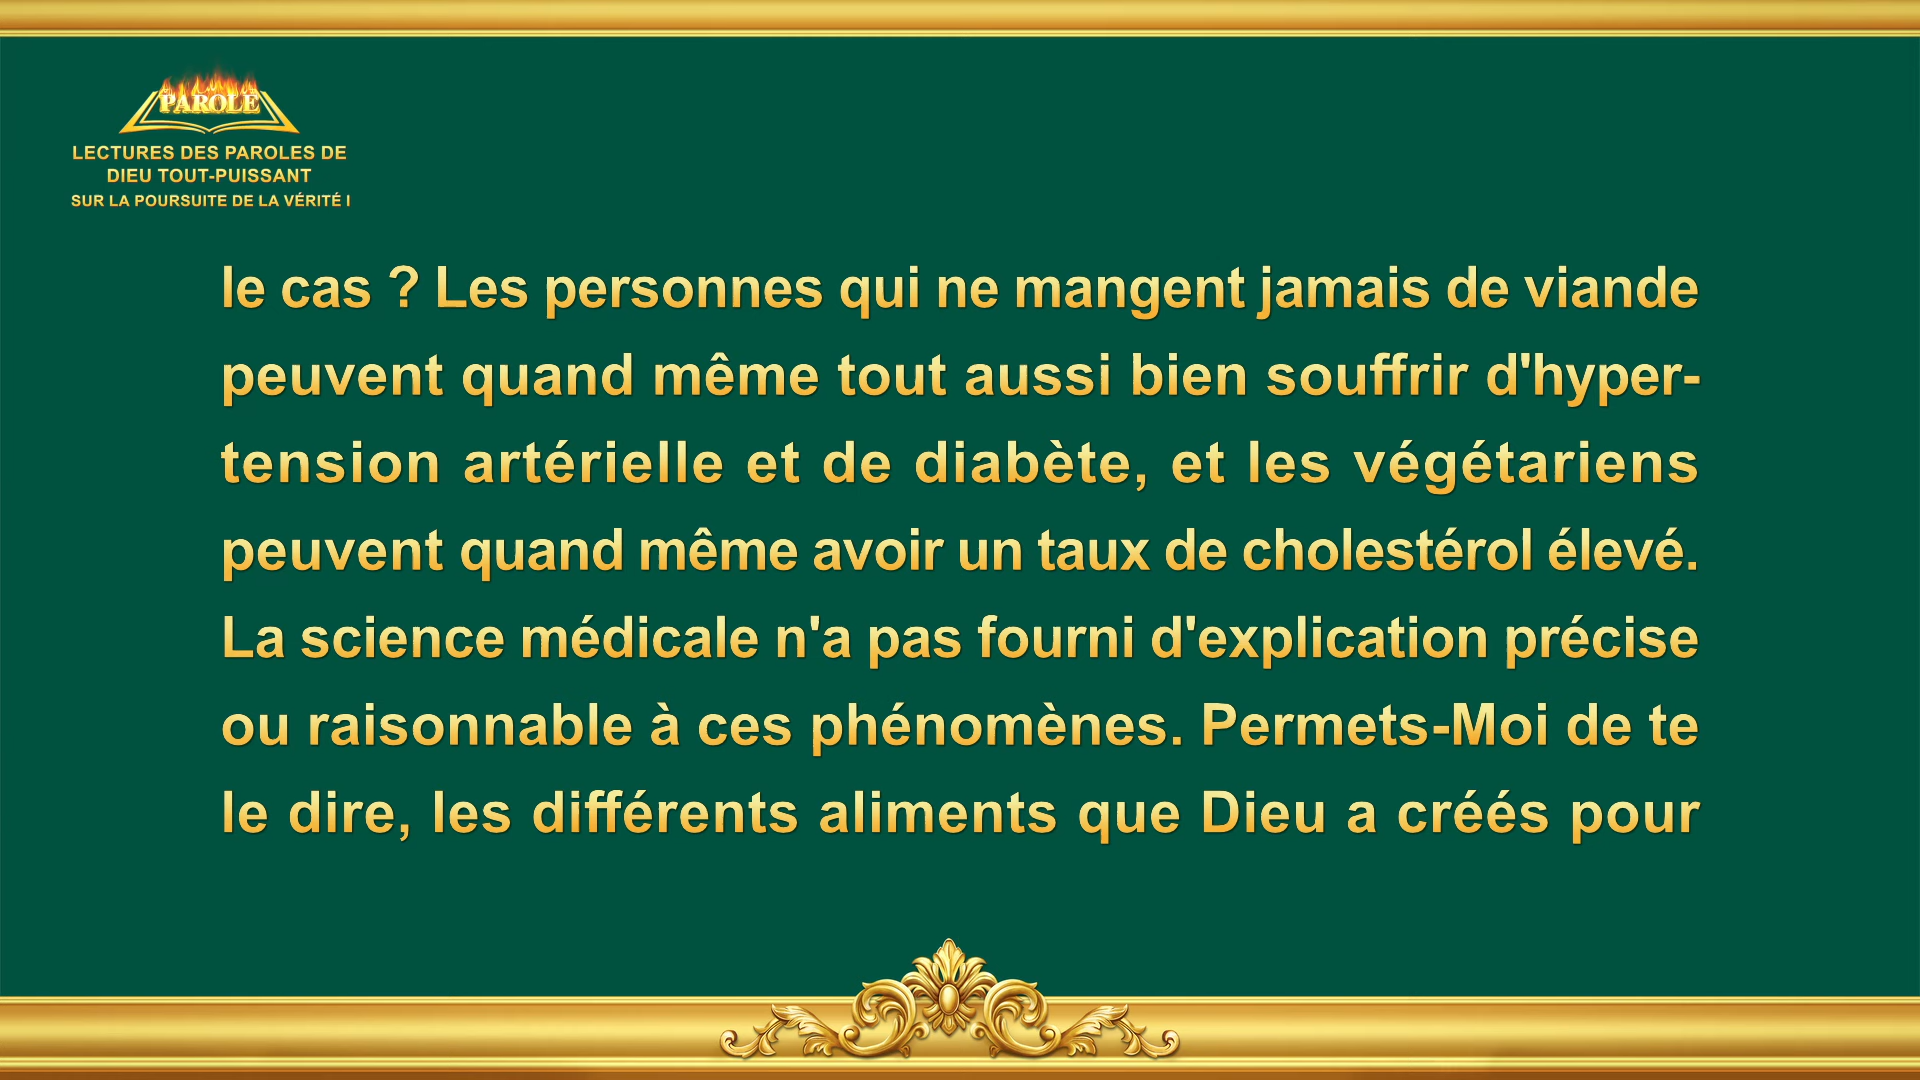 PAROLE
LECTURES DES PAROLES DE
DIEU TOUT-PUISSANT
SUR LA POURSUITE DE LA VÉRITÉ I
le cas ? Les personnes qui ne mangent jamais de viande
peuvent quand même tout aussi bien souffrir d'hyper-
tension artérielle et de diabète, et les végétariens
peuvent quand même avoir un taux de cholestérol élevé.
La science médicale n'a pas fourni d'explication précise
ou raisonnable à ces phénomènes. Permets-Moi de te
le dire, les différents aliments que Dieu a créés pour